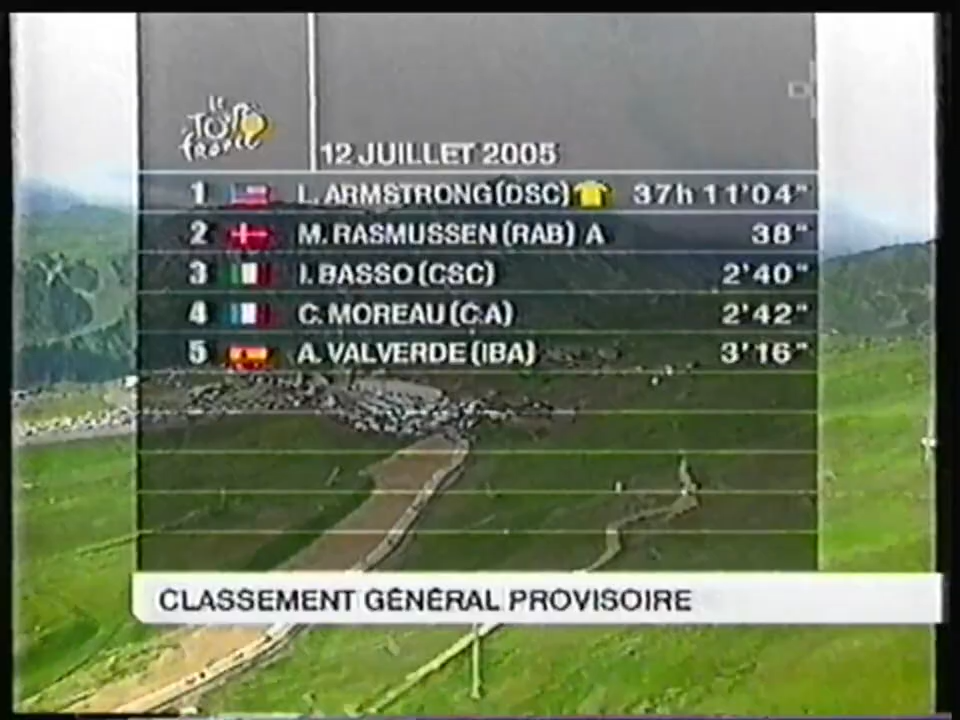 LE TOUR de france
12 JUILLET 2005
1 L. ARMSTRONG (DSC) 37h 11'04"
2 M. RASMUSSEN (RAB) A 38"
3 I. BASSO (CSC) 2'40"
4 C. MOREAU (C.A) 2'42"
5 A. VALVERDE (IBA) 3'16"
CLASSEMENT GÉNÉRAL PROVISOIRE